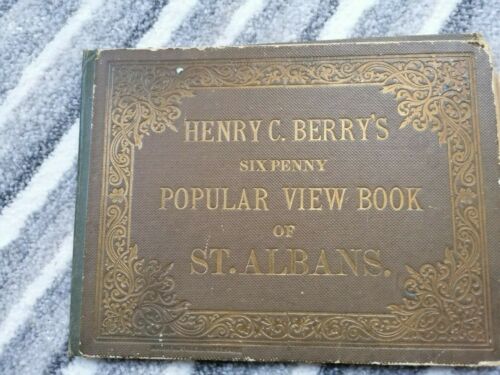 HENRY C. BERRY'S
SIXPENNY
POPULAR VIEW BOOK
OF
ST. ALBANS.